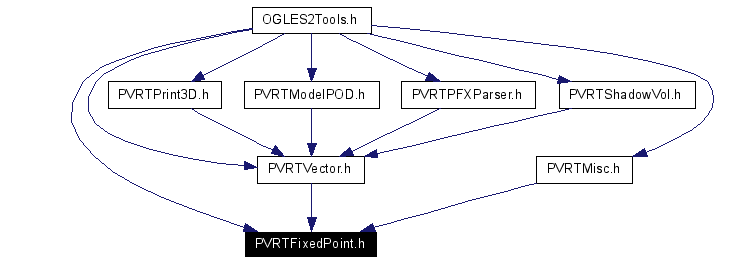 OGLES2Tools.h
PVRTPrint3D.h
PVRTModelPOD.h
PVRTPFXParser.h
PVRTShadowVol.h
PVRTVector.h
PVRTMisc.h
PVRTFixedPoint.h